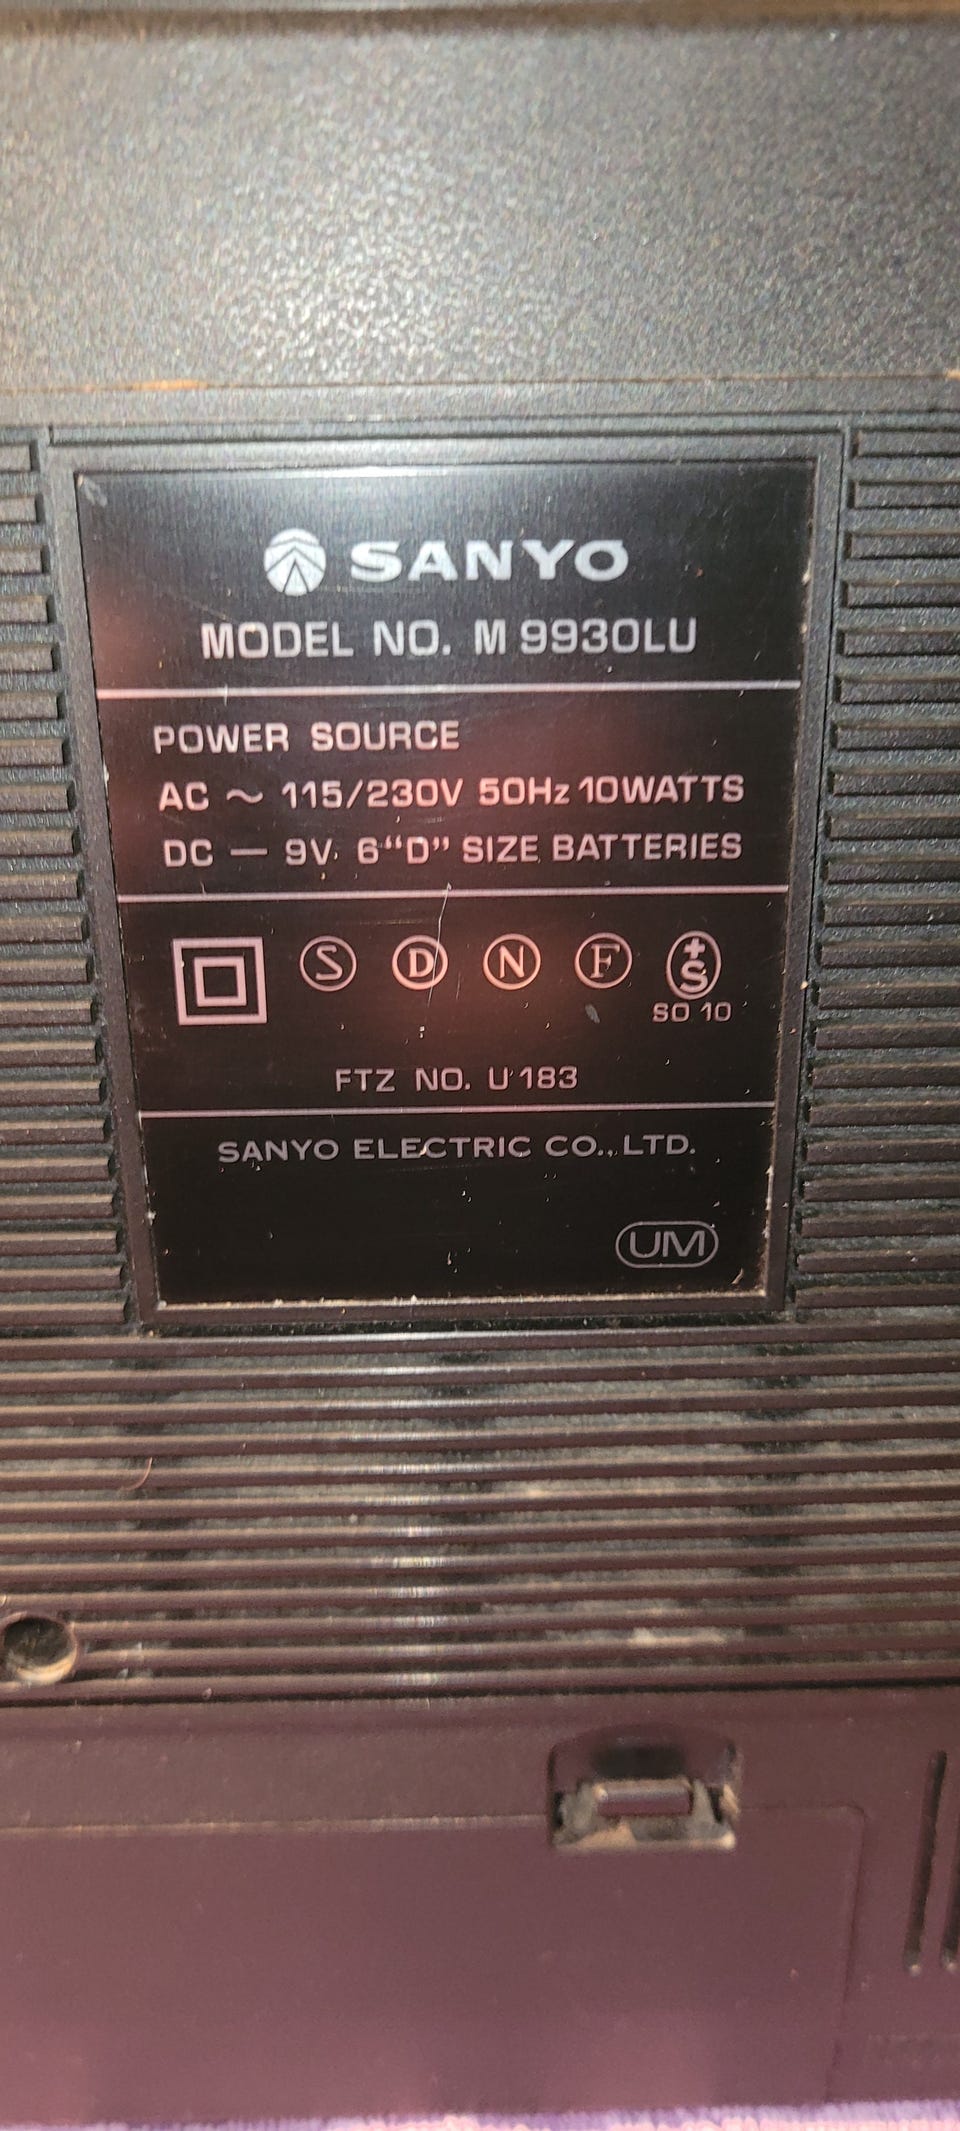 SANYO
MODEL NO. M 9930LU
POWER SOURCE
AC ~ 115/230V 50Hz 10WATTS
DC — 9V 6“D” SIZE BATTERIES
S D N F +S
SO 10
FTZ NO. U 183
SANYO ELECTRIC CO., LTD.
UM